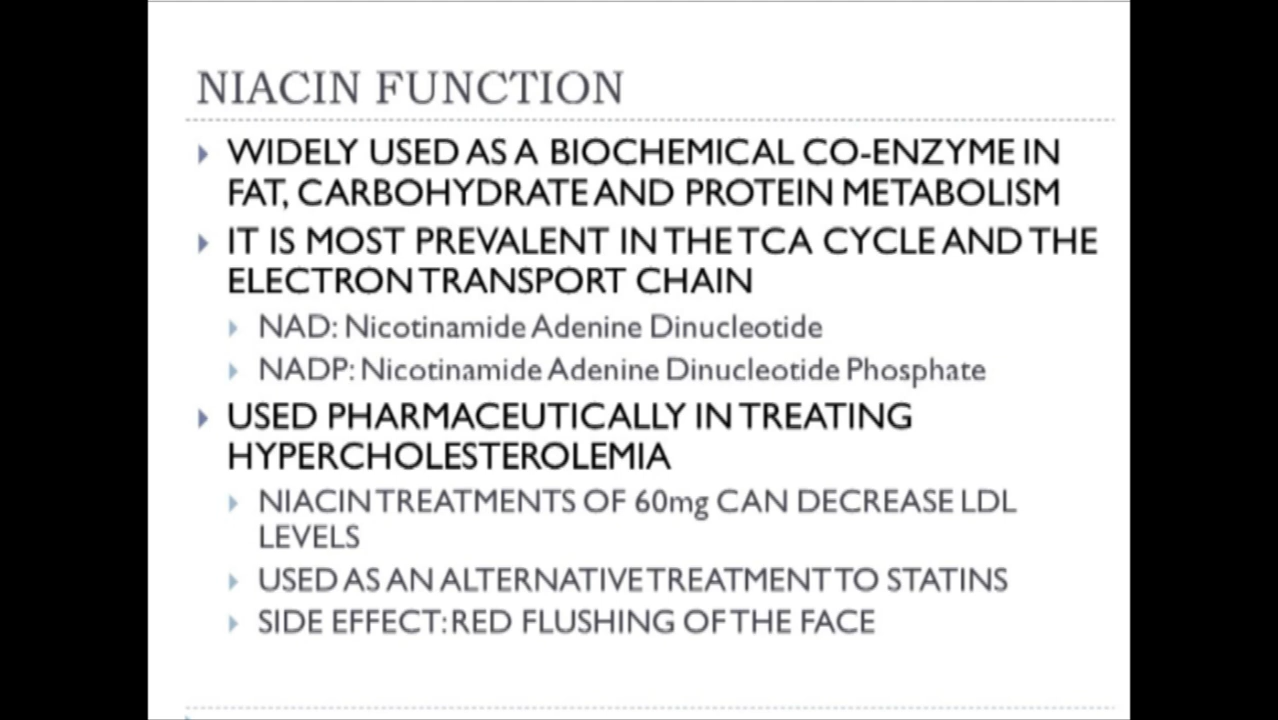 NIACIN FUNCTION
WIDELY USED AS A BIOCHEMICAL CO-ENZYME IN
FAT, CARBOHYDRATE AND PROTEIN METABOLISM
IT IS MOST PREVALENT IN THE TCA CYCLE AND THE
ELECTRON TRANSPORT CHAIN
NAD: Nicotinamide Adenine Dinucleotide
NADP: Nicotinamide Adenine Dinucleotide Phosphate
USED PHARMACEUTICALLY IN TREATING
HYPERCHOLESTEROLEMIA
NIACIN TREATMENTS OF 60mg CAN DECREASE LDL
LEVELS
USED AS AN ALTERNATIVE TREATMENT TO STATINS
SIDE EFFECT: RED FLUSHING OF THE FACE